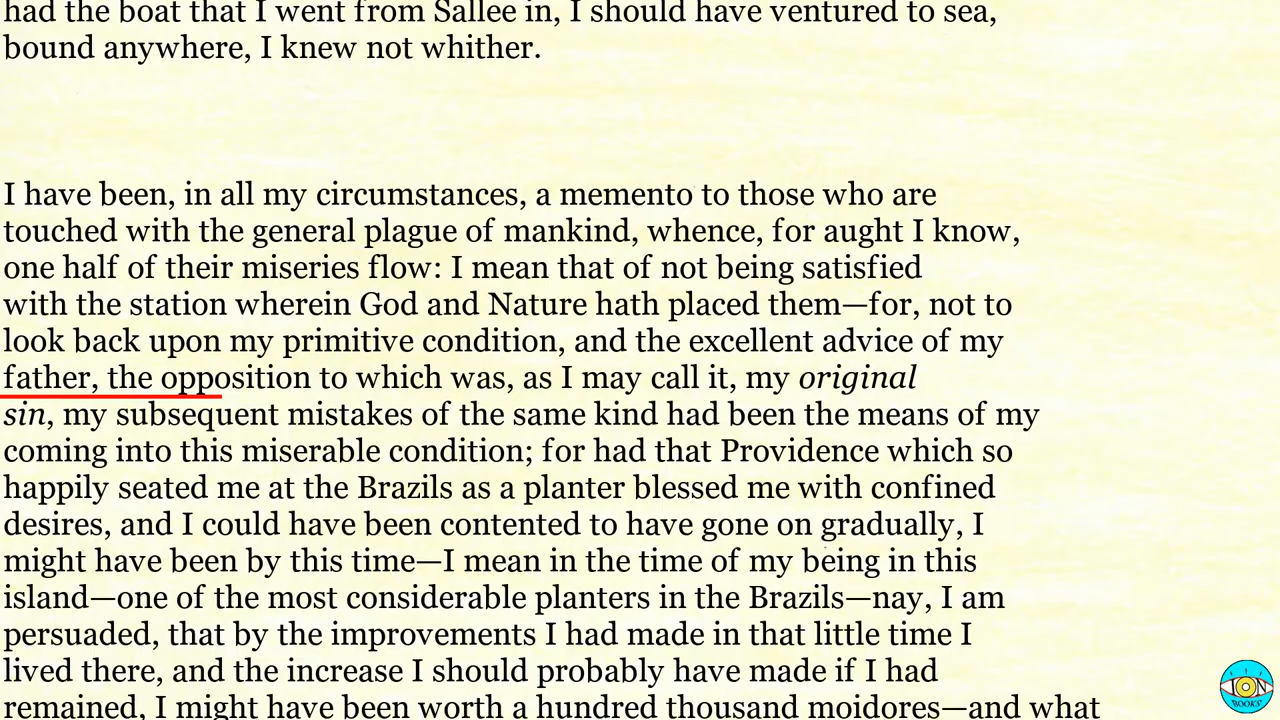 had the boat that I went from Sallee in, I should have ventured to sea,
bound anywhere, I knew not whither.
I have been, in all my circumstances, a memento to those who are
touched with the general plague of mankind, whence, for aught I know,
one half of their miseries flow: I mean that of not being satisfied
with the station wherein God and Nature hath placed them—for, not to
look back upon my primitive condition, and the excellent advice of my
father, the opposition to which was, as I may call it, my original
sin, my subsequent mistakes of the same kind had been the means of my
coming into this miserable condition; for had that Providence which so
happily seated me at the Brazils as a planter blessed me with confined
desires, and I could have been contented to have gone on gradually, I
might have been by this time—I mean in the time of my being in this
island—one of the most considerable planters in the Brazils—nay, I am
persuaded, that by the improvements I had made in that little time I
lived there, and the increase I should probably have made if I had
remained, I might have been worth a hundred thousand moidores—and what
ION
BOOKS